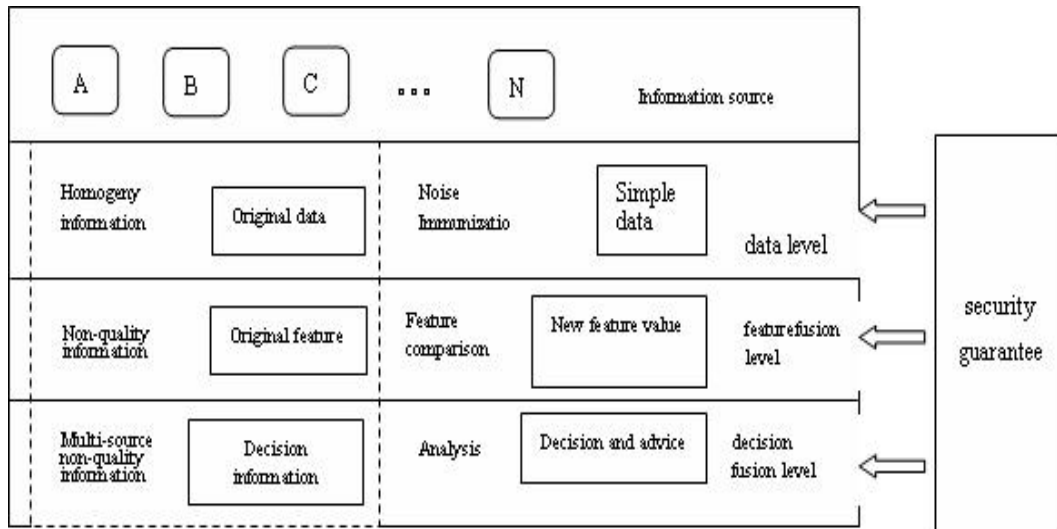 A
B
C
...
N
Information source
Homogeny
information
Original data
Noise
Immunizatio
Simple
data
data level
Non-quality
information
Original feature
Feature
comparison
New feature value
featurefusion
level
Multi-source
non-quality
information
Decision
information
Analysis
Decision and advice
decision
fusion level
security
guarantee